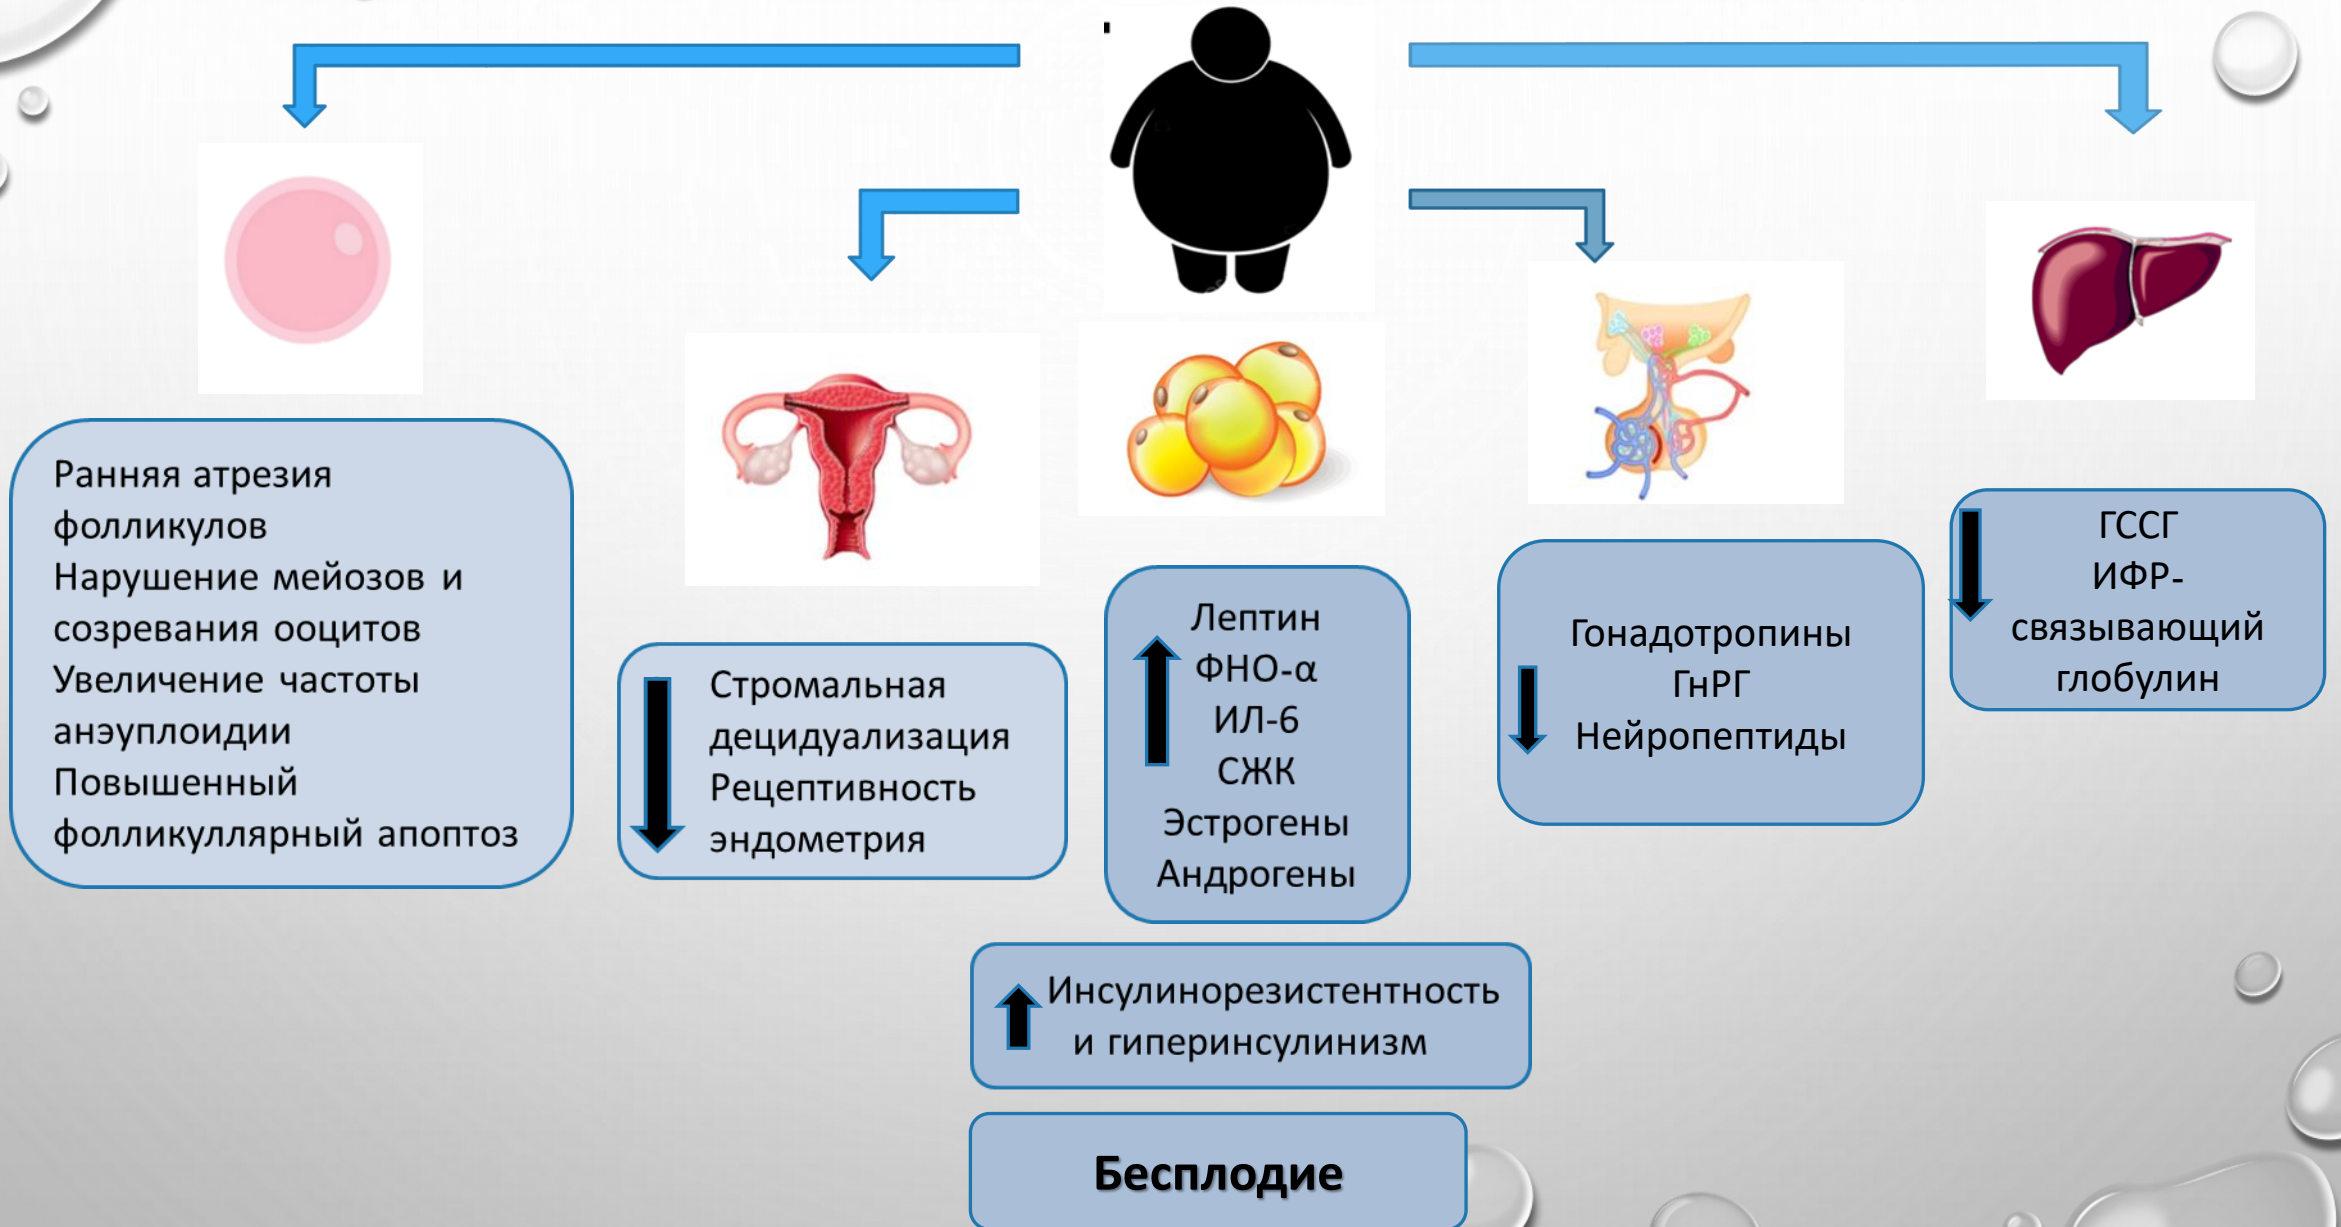 Ранняя атрезия
фолликулов
Нарушение мейозов и
созревания ооцитов
Увеличение частоты
анэуплоидии
Повышенный
фолликуллярный апоптоз
Стромальная
децидуализация
Рецептивность
эндометрия
Лептин
ФНО-α
ИЛ-6
СЖК
Эстрогены
Андрогены
Гонадотропины
ГнРГ
Нейропептиды
ГССГ
ИФР-
связывающий
глобулин
Инсулинорезистентность
и гиперинсулинизм
Бесплодие